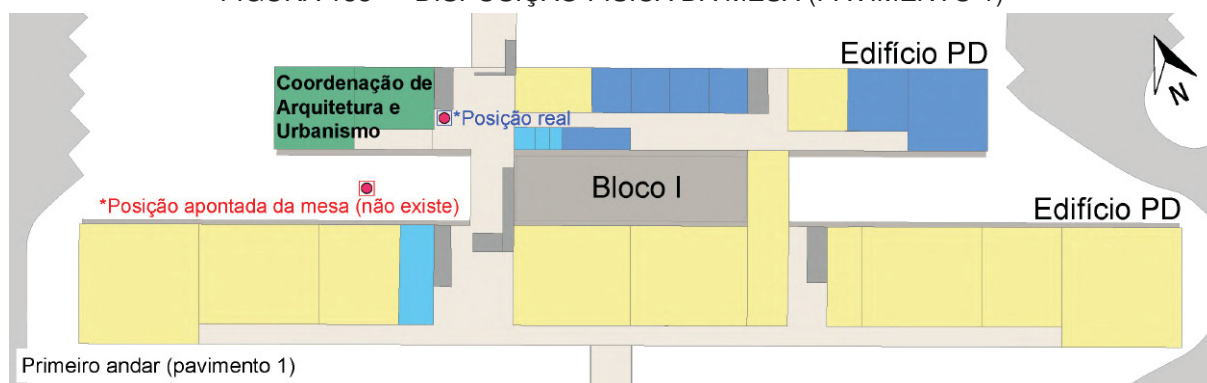 Edifício PD
Coordenação de
Arquitetura e
Urbanismo
*Posição real
N
Bloco I
*Posição apontada da mesa (não existe)
Edifício PD
Primeiro andar (pavimento 1)